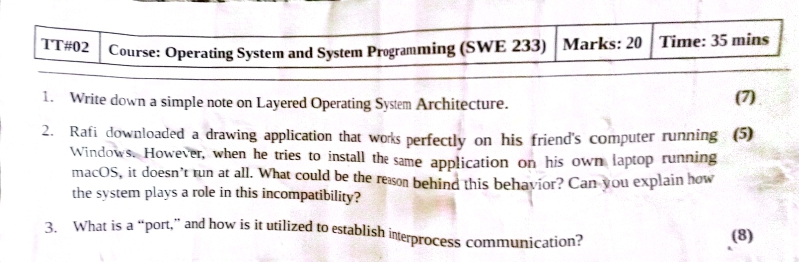 TT#02 Course: Operating System and System Programming (SWE 233) Marks: 20 Time: 35 mins
1. Write down a simple note on Layered Operating System Architecture. (7)
2. Rafi downloaded a drawing application that works perfectly on his friend's computer running (5)
Windows. However, when he tries to install the same application on his own laptop running
macOS, it doesn't run at all. What could be the reason behind this behavior? Can you explain how
the system plays a role in this incompatibility?
3. What is a “port,” and how is it utilized to establish interprocess communication? (8)